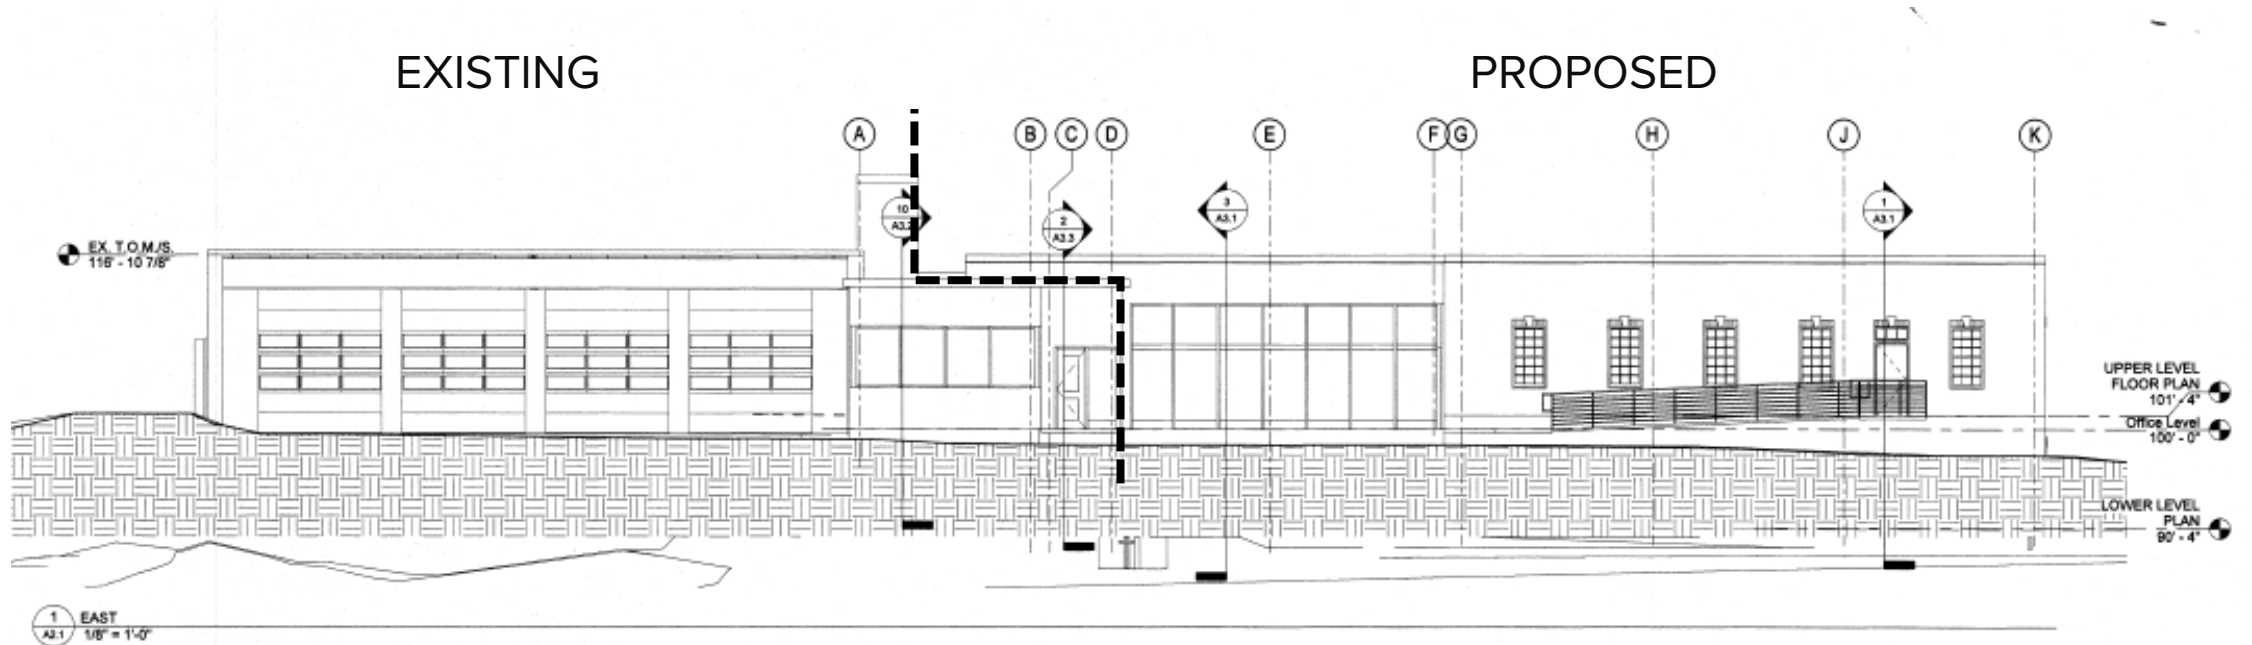 EXISTING
PROPOSED
A
B
C
D
E
F
G
H
J
K
10
A3.2
2
A3.3
3
A3.1
1
A3.1
EX. T.O.M./S.
116' - 10 7/8"
UPPER LEVEL
FLOOR PLAN
101' - 4"
Office Level
100' - 0"
LOWER LEVEL
PLAN
90' - 4"
1
A2.1
EAST
1/8" = 1'-0"